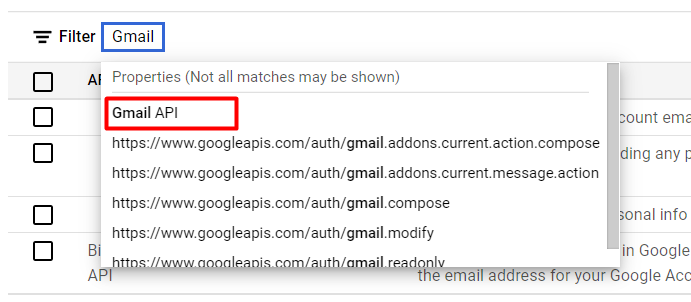 Filter Gmail
Properties (Not all matches may be shown)
Gmail API
count ema
https://www.googleapis.com/auth/gmail.addons.current.action.compose
ding any p
https://www.googleapis.com/auth/gmail.addons.current.message.action
https://www.googleapis.com/auth/gmail.compose
sonal info
https://www.googleapis.com/auth/gmail.modify
Bi
in Google
https://www.googleapis.com/auth/gmail.readonly
API
the email address for your Google Acc